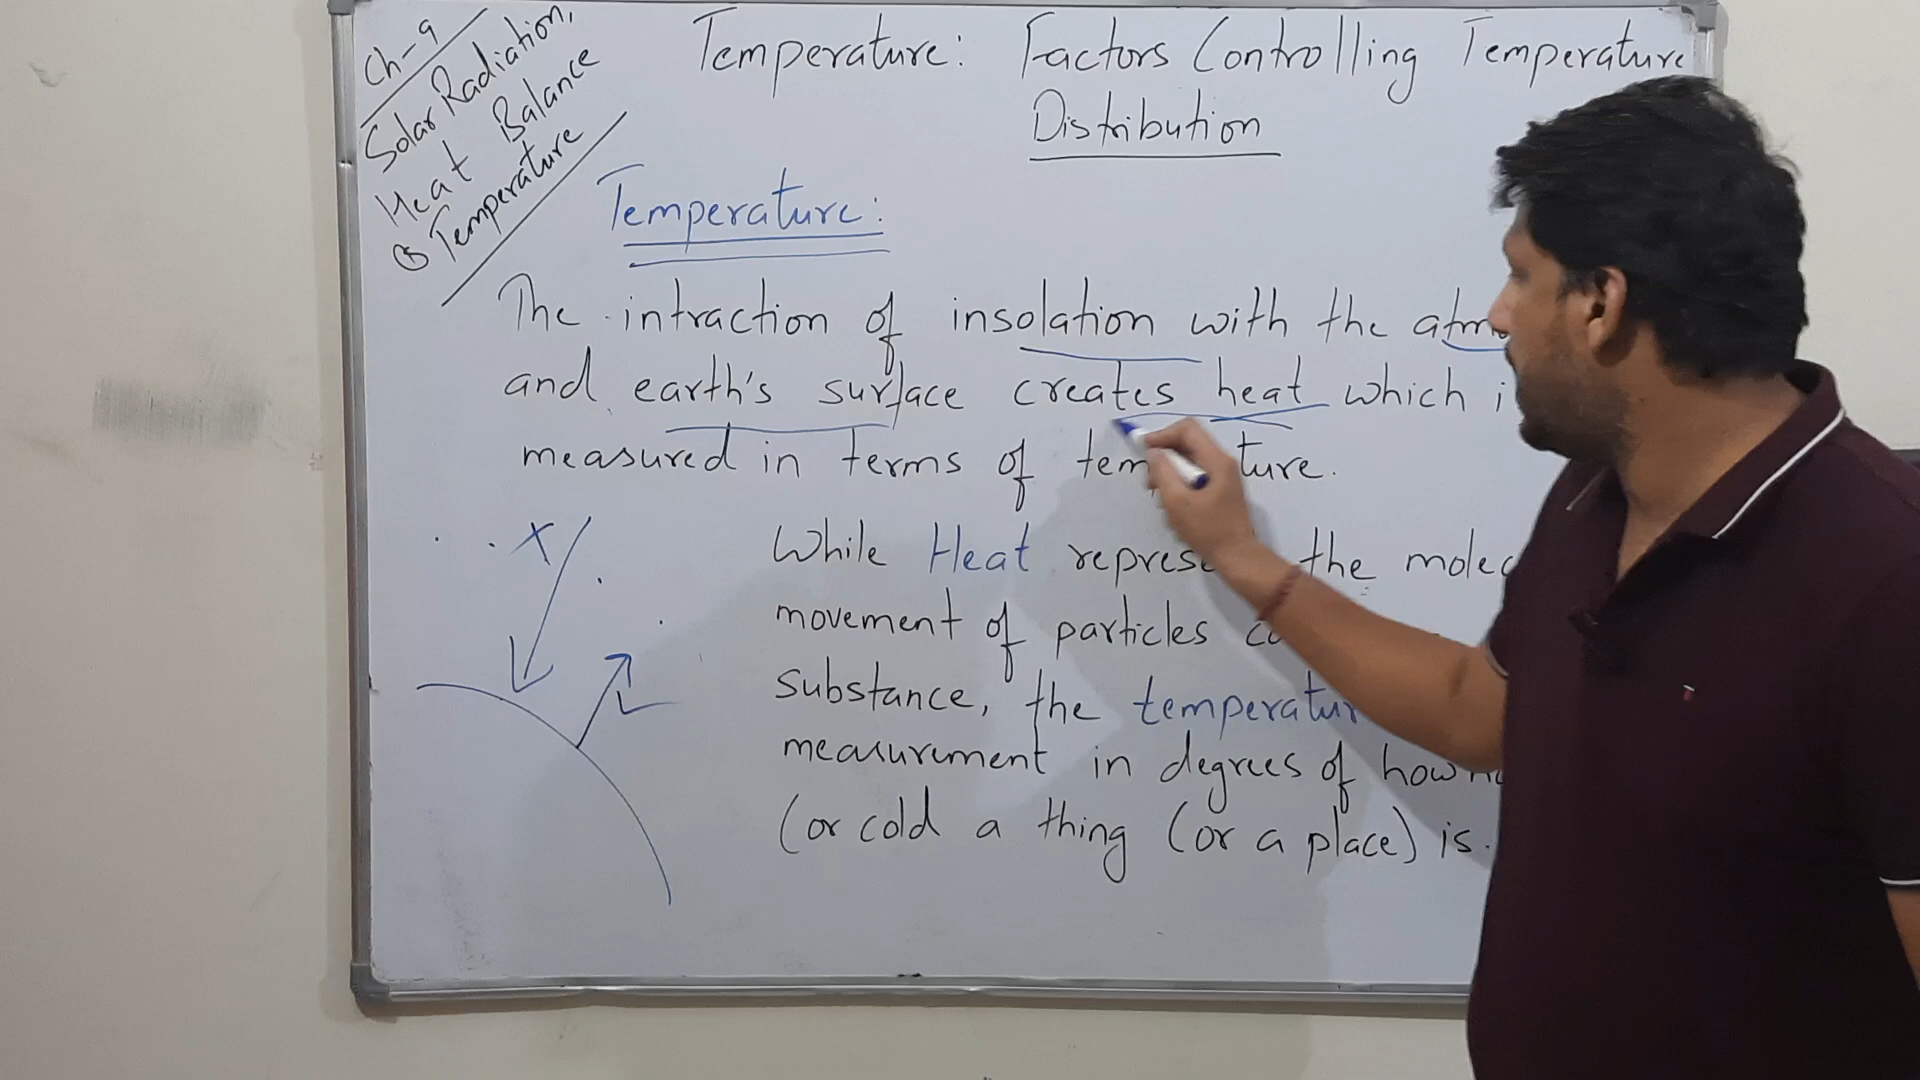 Ch-9
Solar Radiation,
Heat Balance
& Temperature
Temperature: Factors Controlling Temperature
Distribution
Temperature:
The intraction of insolation with the
and earth's surface creates heat which
measured in terms of
While Heat the
movement of particles
substance, the
measurement in degrees of how
(or cold a thing (or a place) is.